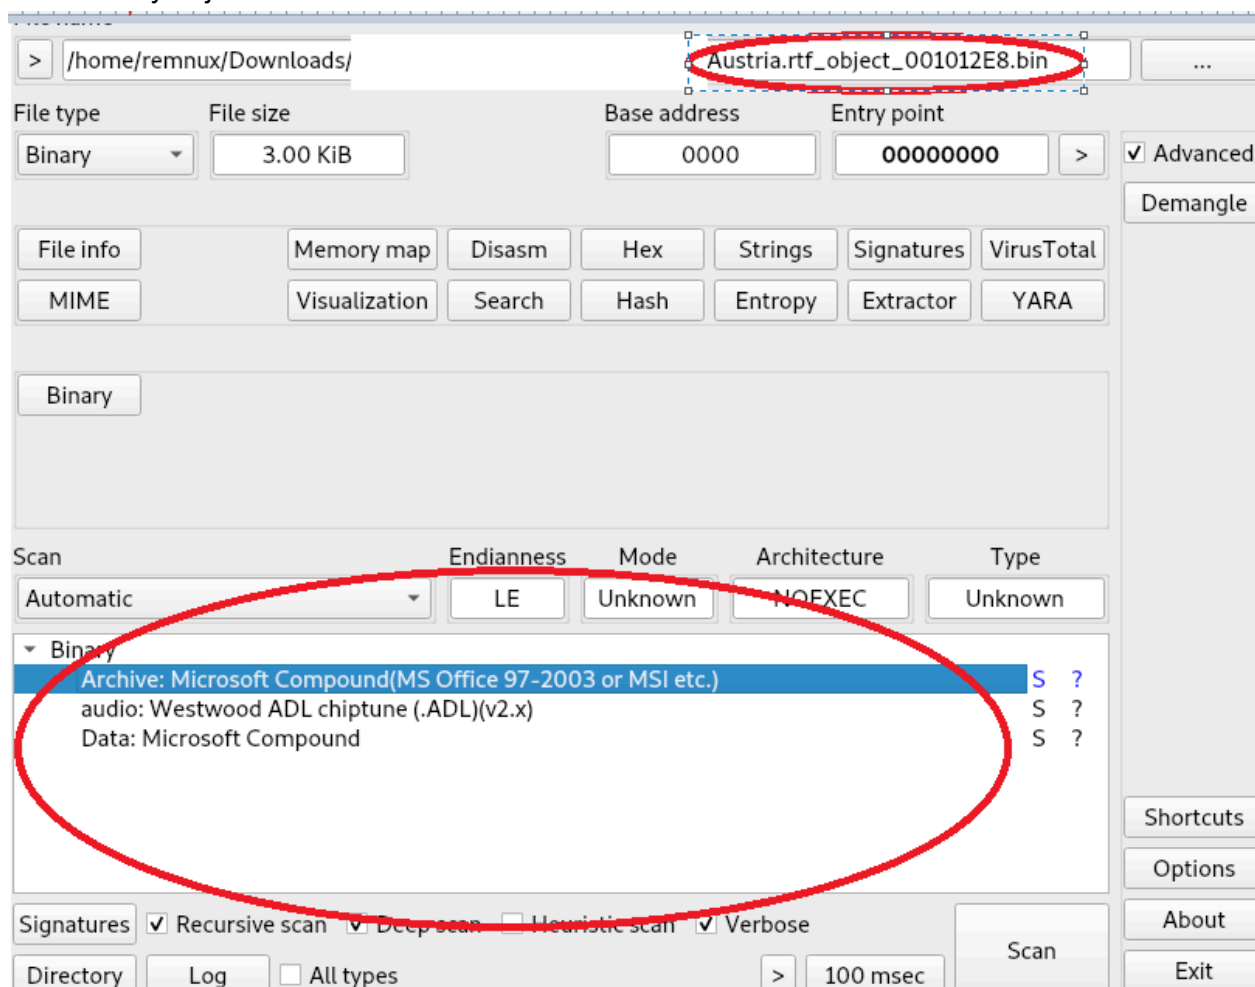 > /home/remnux/Downloads/ Austria.rtf_object_001012E8.bin ...
File type File size Base address Entry point
Binary 3.00 KiB 0000 00000000 > Advanced
Demangle
File info Memory map Disasm Hex Strings Signatures VirusTotal
MIME Visualization Search Hash Entropy Extractor YARA
Binary
Scan Endianness Mode Architecture Type
Automatic LE Unknown NOEXEC Unknown
Binary
Archive: Microsoft Compound(MS Office 97-2003 or MSI etc.) S ?
audio: Westwood ADL chiptune (.ADL)(v2.x) S ?
Data: Microsoft Compound S ?
Shortcuts
Options
Signatures Recursive scan Deep scan Heuristic scan Verbose About
Scan
Directory Log All types > 100 msec Exit